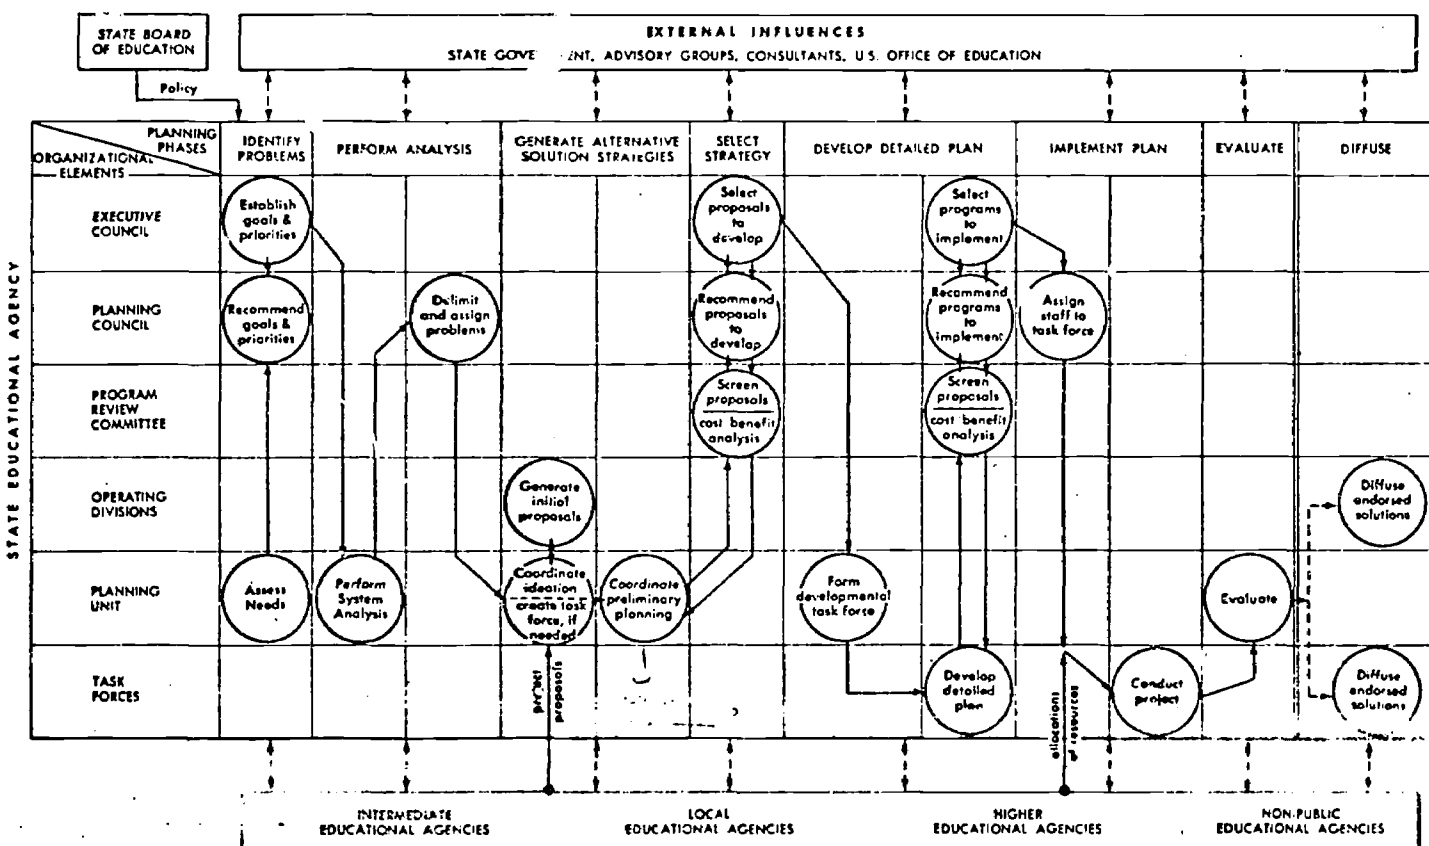 STATE BOARD
OF EDUCATION
EXTERNAL INFLUENCES
STATE ADVISORY GROUPS, CONSULTANTS, U.S. OFFICE OF EDUCATION
Policy
PLANNING
PHASES
ORGANIZATIONAL
ELEMENTS
IDENTIFY
PROBLEMS
PERFORM ANALYSIS
GENERATE ALTERNATIVE
SOLUTION STRATEGIES
SELECT
STRATEGY
DEVELOP DETAILED PLAN
IMPLEMENT PLAN
EVALUATE
DIFFUSE
STATE EDUCATIONAL AGENCY
EXECUTIVE
COUNCIL
Establish
goals &
priorities
Select
proposals
to
develop
Select
programs
to
implement
PLANNING
COUNCIL
Recommend
goals &
priorities
Delimit
and assign
problems
Recommend
proposals
to
develop
Recommend
programs
to
implement
Assign
staff to
task force
PROGRAM
REVIEW
COMMITTEE
Screen
proposals
cost benefit
analysis
Screen
proposals
cost benefit
analysis
OPERATING
DIVISIONS
Generate
initial
proposals
Diffuse
endorsed
solutions
PLANNING
UNIT
Assess
Needs
Perform
System
Analysis
Coordinate
ideation
create task
force, if
needed
Coordinate
preliminary
planning
Form
developmental
task force
Evaluate
TASK
FORCES
project
proposals
Develop
detailed
plan
allocations
of resources
Conduct
project
Diffuse
endorsed
solutions
INTERMEDIATE
EDUCATIONAL AGENCIES
LOCAL
EDUCATIONAL AGENCIES
HIGHER
EDUCATIONAL AGENCIES
NON-PUBLIC
EDUCATIONAL AGENCIES